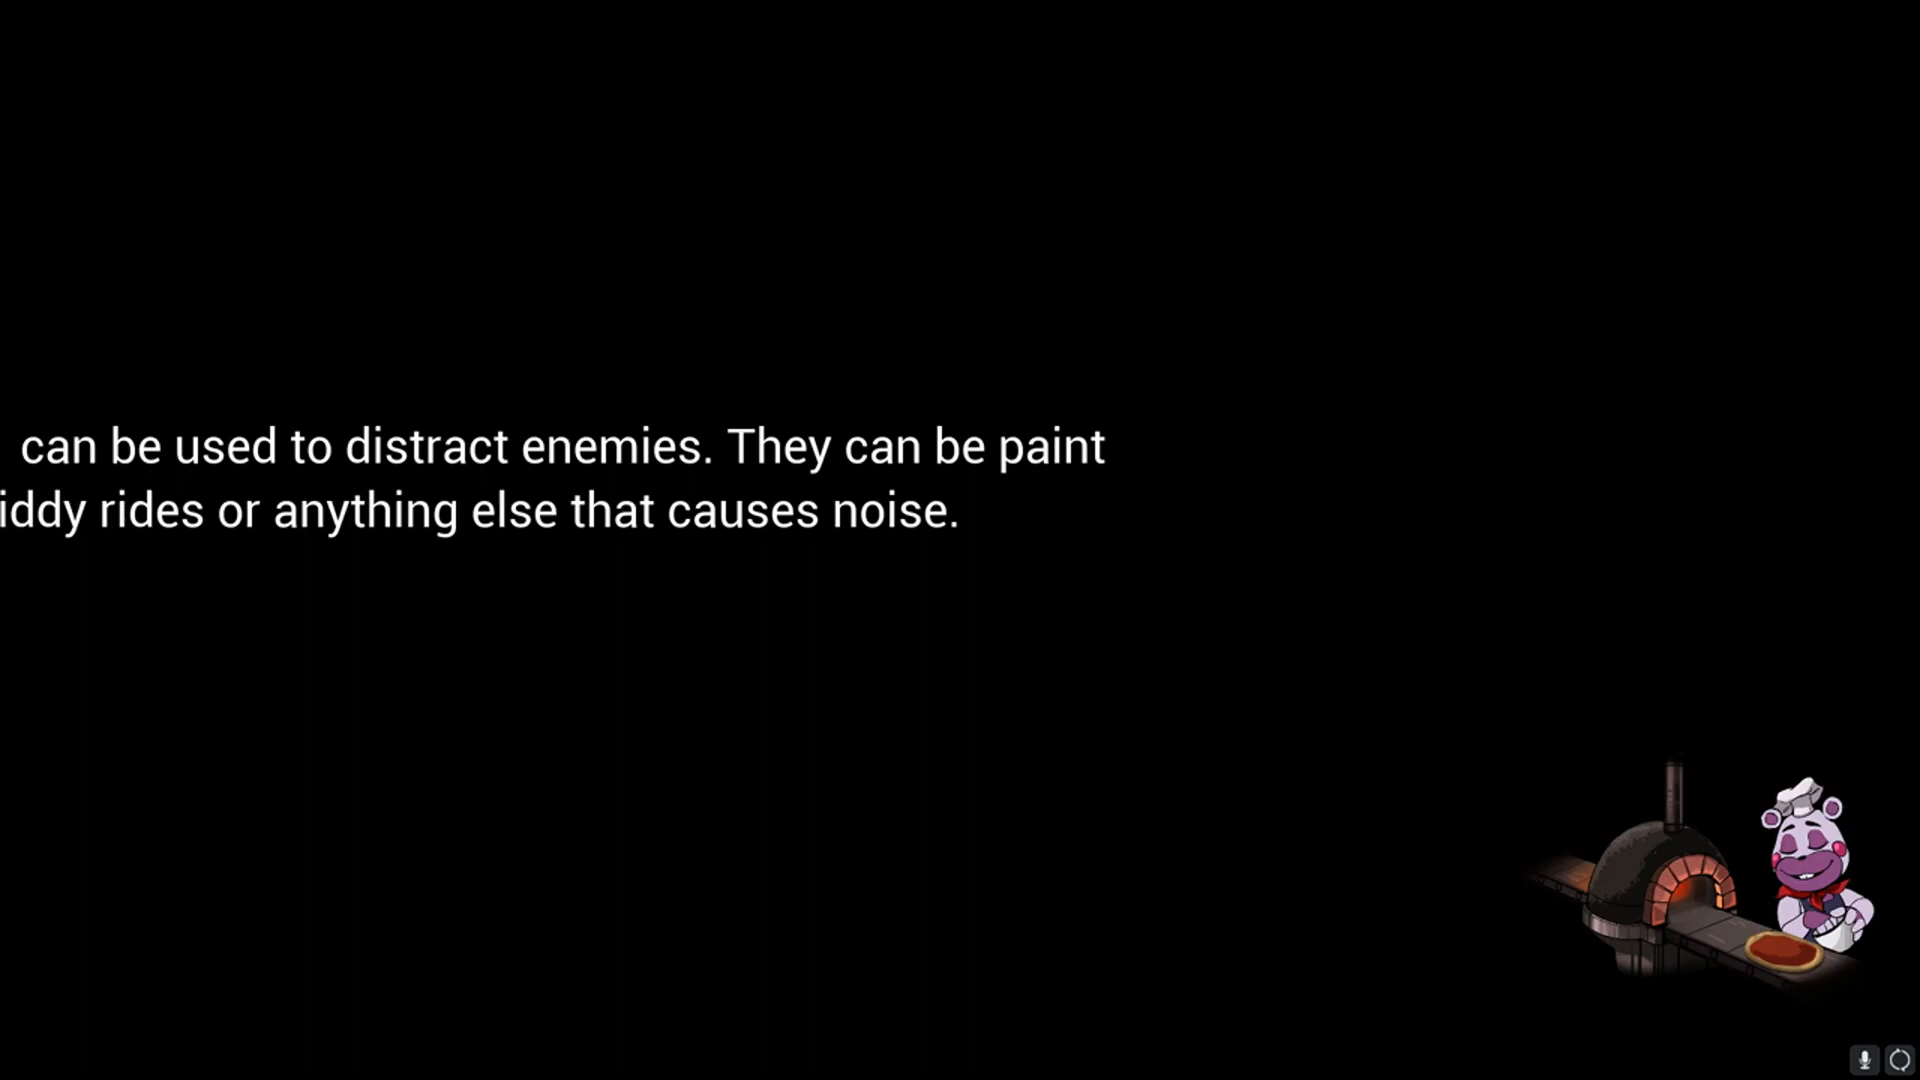 can be used to distract enemies. They can be paint
iddy rides or anything else that causes noise.